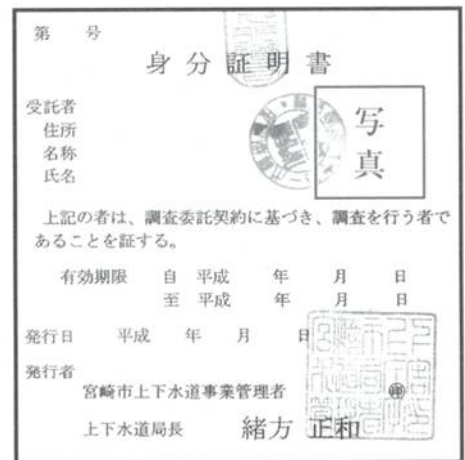 第　号
身分証明書
受託者
住所
名称
氏名
写
真
上記の者は、調査委託契約に基づき、調査を行う者で
あることを証する。
有効期限　自　平成　年　月　日
至　平成　年　月　日
発行日　平成　年　月　日
発行者
宮崎市上下水道事業管理者
上下水道局長　緒方　正和
印